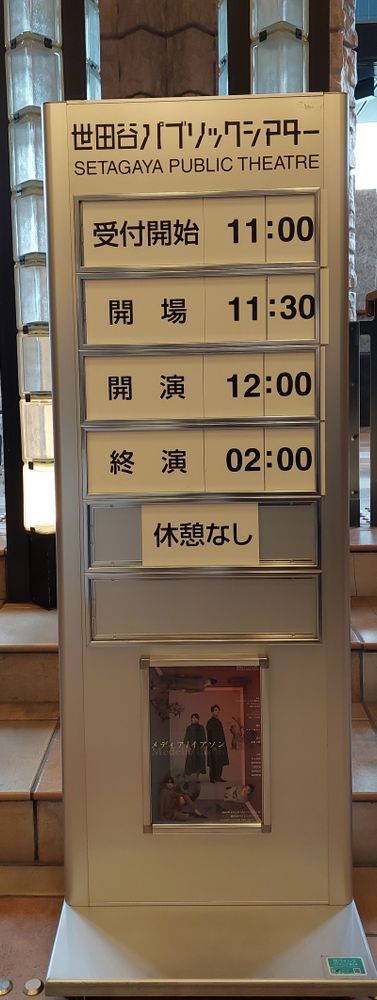 世田谷パブリックシアター
SETAGAYA PUBLIC THEATRE
受付開始 11:00
開 場 11:30
開 演 12:00
終 演 02:00
休憩なし
メディア/イアソン